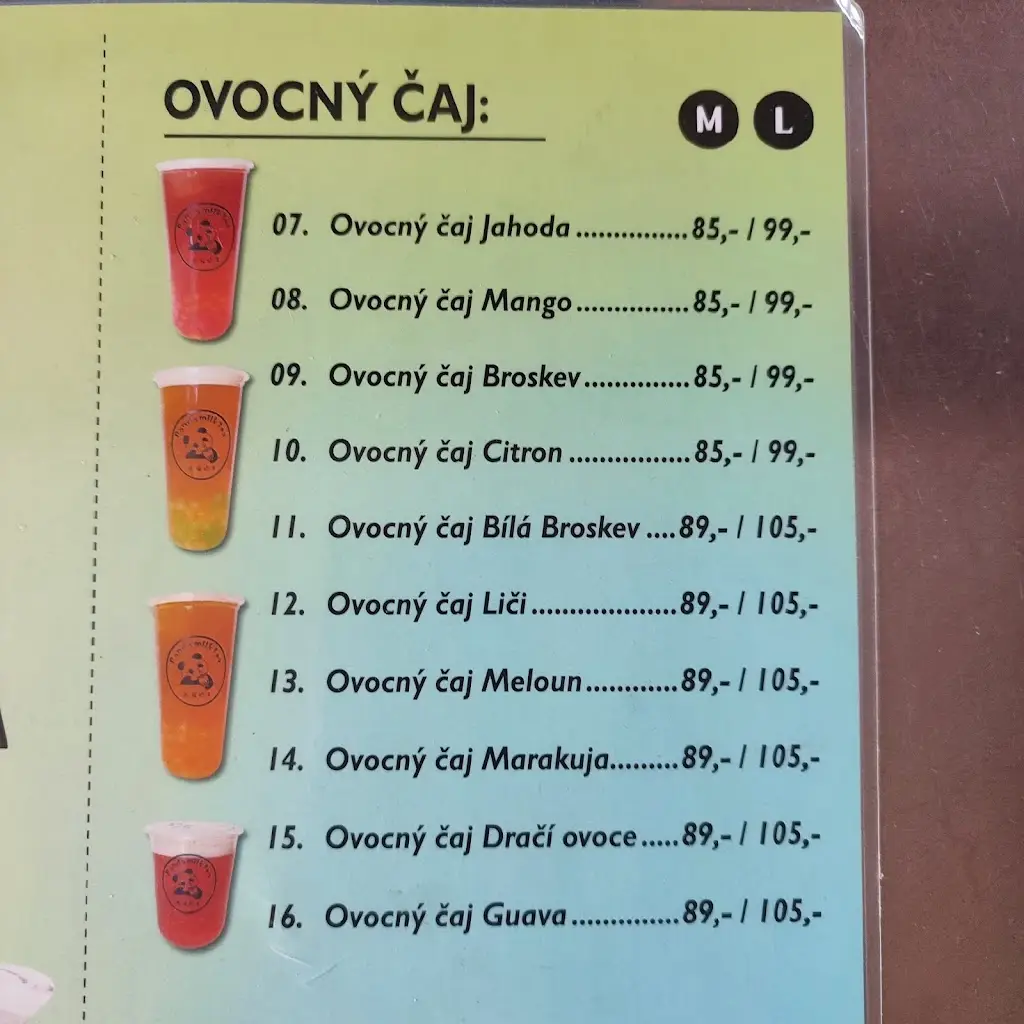 OVOCNÝ ČAJ:
M L
07. Ovocný čaj Jahoda...............85,- / 99,-
08. Ovocný čaj Mango...............85,- / 99,-
09. Ovocný čaj Broskev..............85,- / 99,-
10. Ovocný čaj Citron ................85,- / 99,-
11. Ovocný čaj Bílá Broskev ....89,- / 105,-
12. Ovocný čaj Liči...................89,- / 105,-
13. Ovocný čaj Meloun............89,- / 105,-
14. Ovocný čaj Marakuja.........89,- / 105,-
15. Ovocný čaj Dračí ovoce.....89,- / 105,-
16. Ovocný čaj Guava..............89,- / 105,-